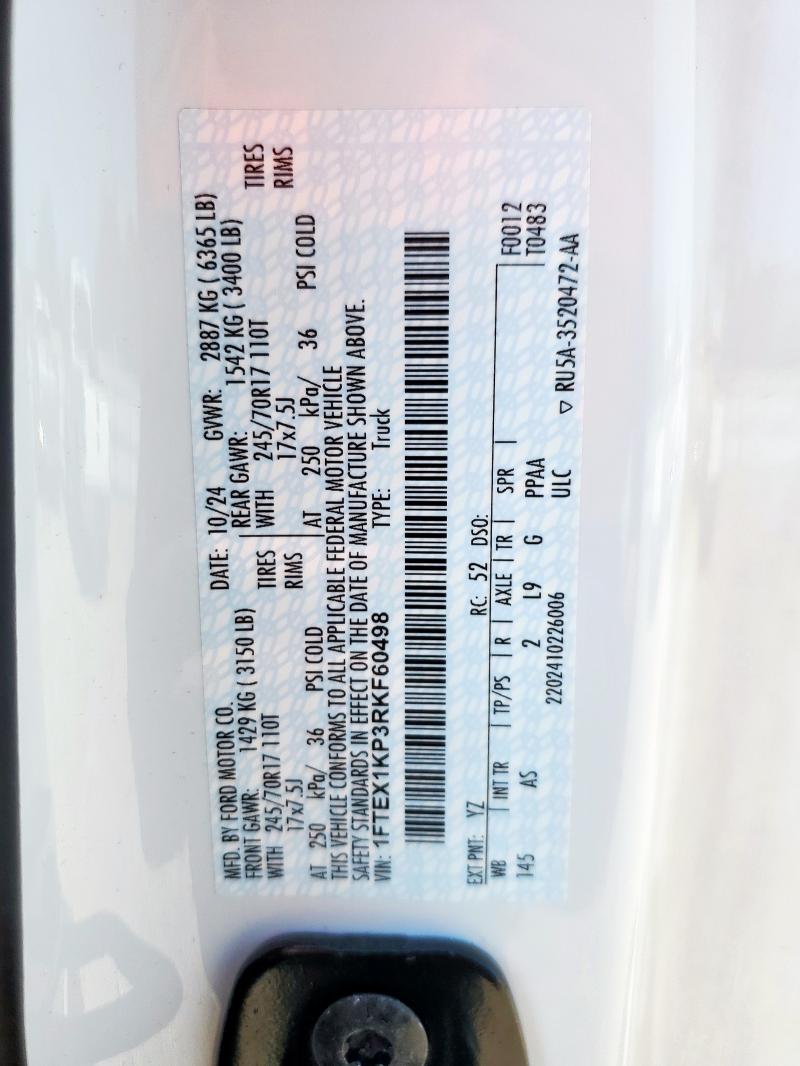 MFD. BY FORD MOTOR CO. DATE: 10/24 GVWR: 2887 KG ( 6365 LB)
FRONT GAWR: 1429 KG ( 3150 LB) REAR GAWR: 1542 KG ( 3400 LB)
WITH 245/70R17 110T TIRES WITH 245/70R17 110T TIRES
17x7.5J RIMS 17x7.5J RIMS
AT 250 kPa/ 36 PSI COLD AT 250 kPa/ 36 PSI COLD
THIS VEHICLE CONFORMS TO ALL APPLICABLE FEDERAL MOTOR VEHICLE
SAFETY STANDARDS IN EFFECT ON THE DATE OF MANUFACTURE SHOWN ABOVE.
VIN: 1FTEX1KP3RKF60498 TYPE: Truck
EXT PNT: YZ RC: 52 DSO:
WB INT TR TP/PS R AXLE TR SPR F0012
145 AS 2 L9 G PPAA T0483
2202410226006 ULC
▽ RU5A-3520472-AA